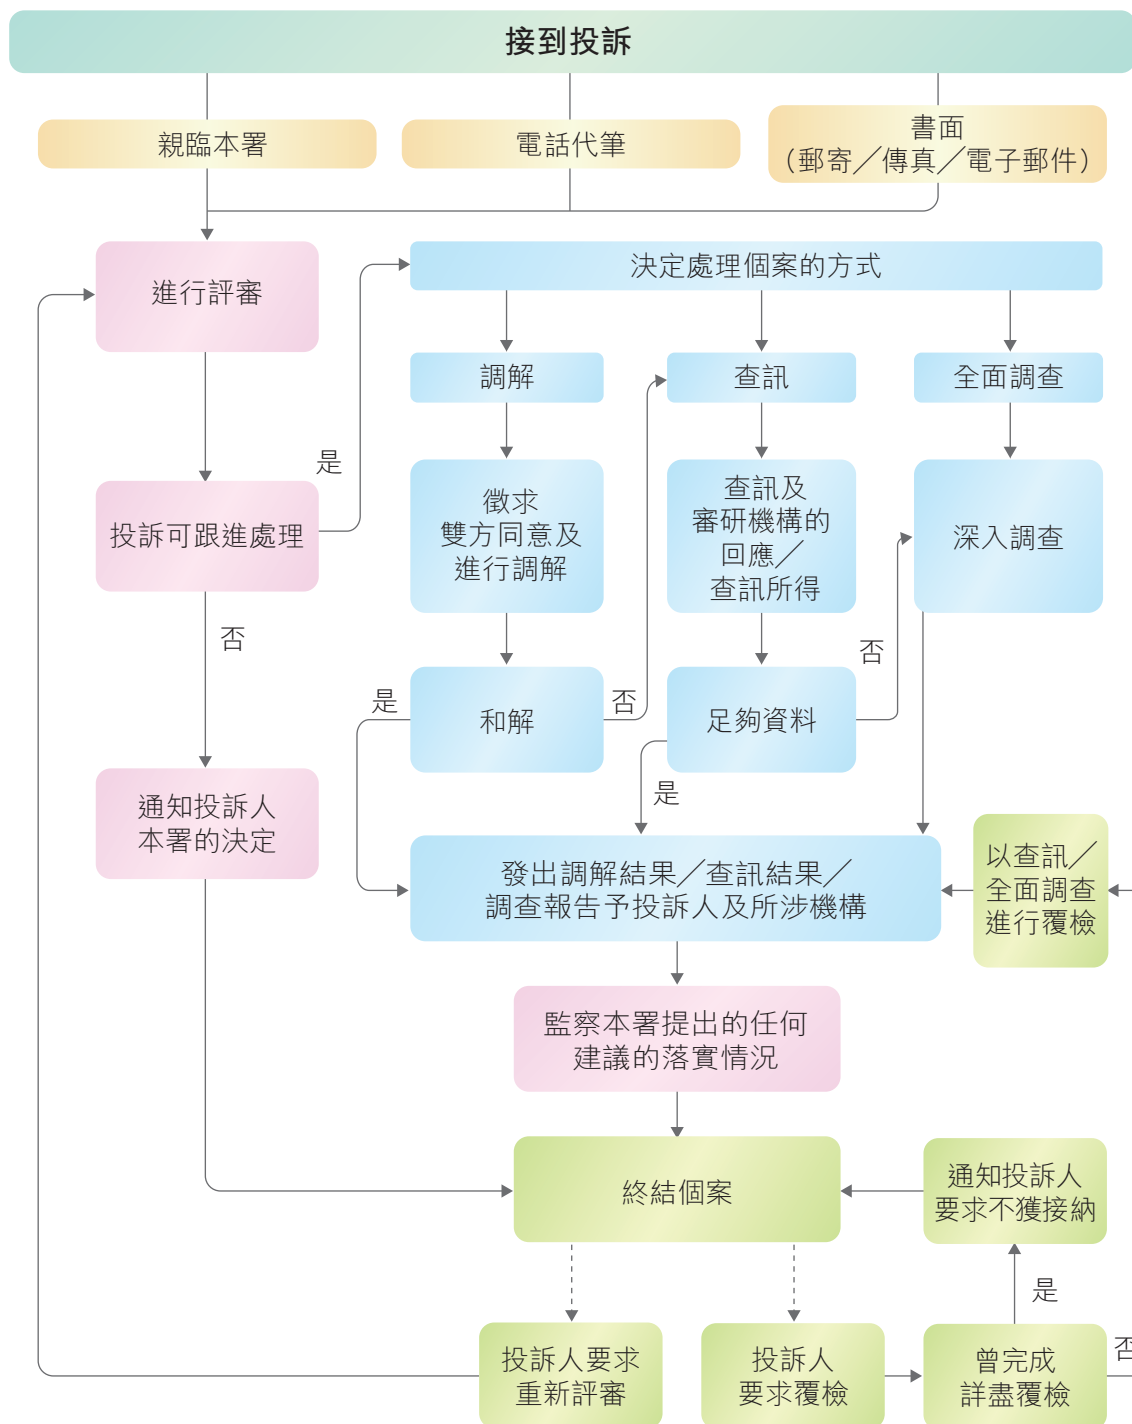 接到投訴
親臨本署
電話代筆
書面
（郵寄／傳真／電子郵件）
進行評審
決定處理個案的方式
調解
查訊
全面調查
是
投訴可跟進處理
徵求
雙方同意及
進行調解
查訊及
審研機構的
回應／
查訊所得
深入調查
否
否
是
和解
否
足夠資料
是
通知投訴人
本署的決定
發出調解結果／查訊結果／
調查報告予投訴人及所涉機構
以查訊／
全面調查
進行覆檢
監察本署提出的任何
建議的落實情況
終結個案
通知投訴人
要求不獲接納
是
投訴人要求
重新評審
投訴人
要求覆檢
曾完成
詳盡覆檢
否